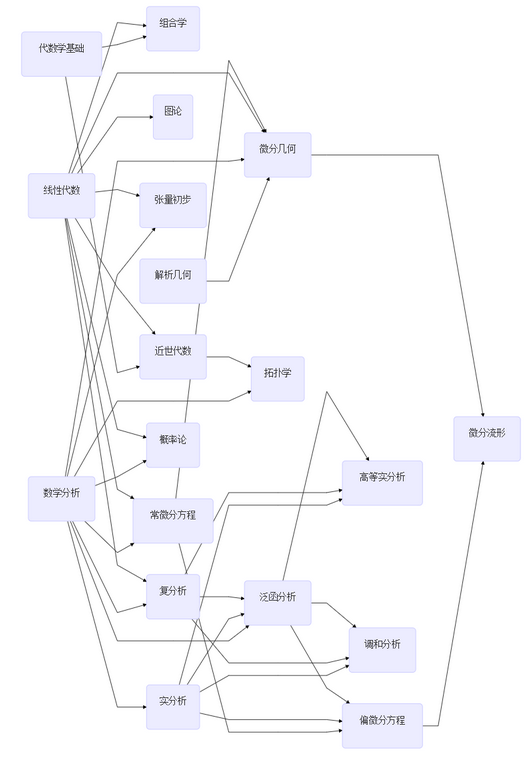 组合学
代数学基础
图论
微分几何
线性代数
张量初步
解析几何
近世代数
拓扑学
微分流形
概率论
高等实分析
数学分析
常微分方程
复分析
泛函分析
调和分析
实分析
偏微分方程